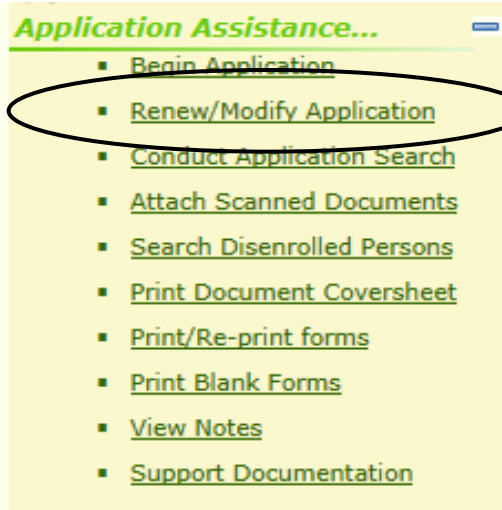 Application Assistance...
Begin Application
Renew/Modify Application
Conduct Application Search
Attach Scanned Documents
Search Disenrolled Persons
Print Document Coversheet
Print/Re-print forms
Print Blank Forms
View Notes
Support Documentation